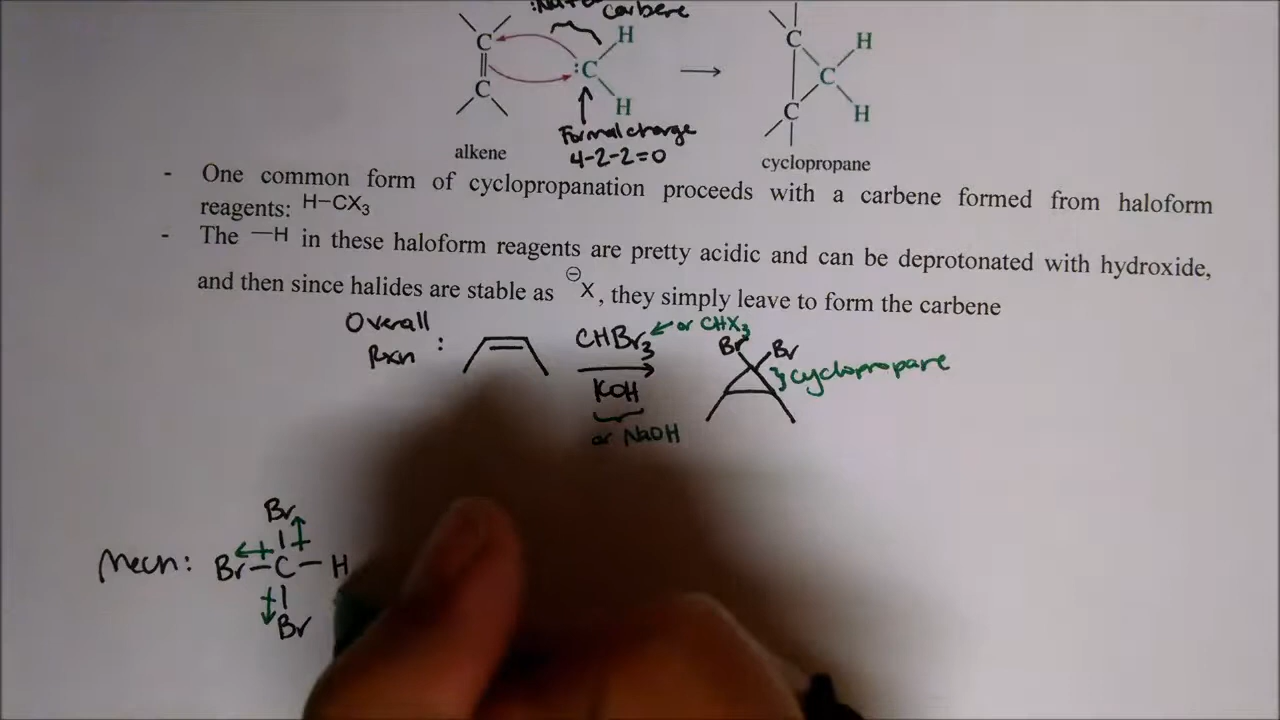 carbene
C H
:C
C H
C H
C
C H
Formal charge
4-2-2=0
alkene
cyclopropane
- One common form of cyclopropanation proceeds with a carbene formed from haloform
reagents: H-CX3
- The —H in these haloform reagents are pretty acidic and can be deprotonated with hydroxide,
and then since halides are stable as ⊖X, they simply leave to form the carbene
Overall
Rxn :
CHBr3 ← or CHX3
KOH
or NaOH
Br Br
} cyclopropane
Mech:
Br
Br-C-H
Br